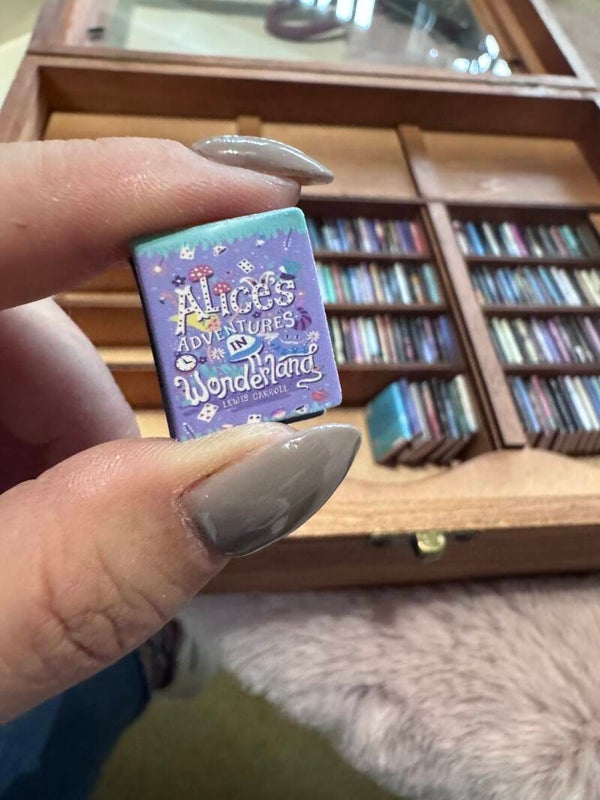 ALiCE'S
ADVENTURES
IN
Wonderland
LEWIS CARROLL